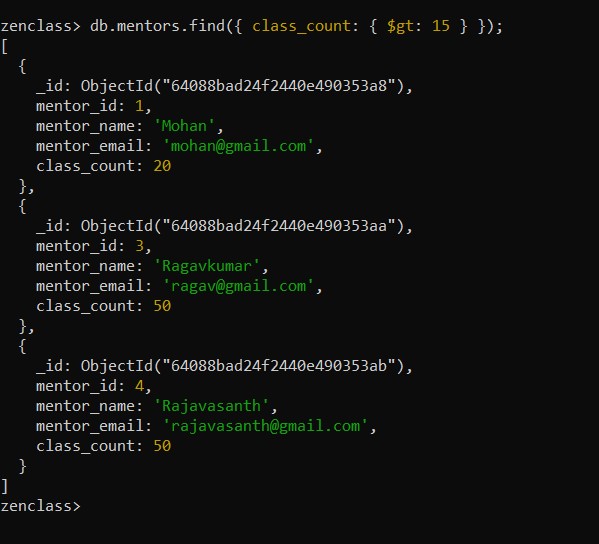 zenclass> db.mentors.find({ class_count: { $gt: 15 } });
[
  {
    _id: ObjectId("64088bad24f2440e490353a8"),
    mentor_id: 1,
    mentor_name: 'Mohan',
    mentor_email: 'mohan@gmail.com',
    class_count: 20
  },
  {
    _id: ObjectId("64088bad24f2440e490353aa"),
    mentor_id: 3,
    mentor_name: 'Ragavkumar',
    mentor_email: 'ragav@gmail.com',
    class_count: 50
  },
  {
    _id: ObjectId("64088bad24f2440e490353ab"),
    mentor_id: 4,
    mentor_name: 'Rajavasanth',
    mentor_email: 'rajavasanth@gmail.com',
    class_count: 50
  }
]
zenclass>